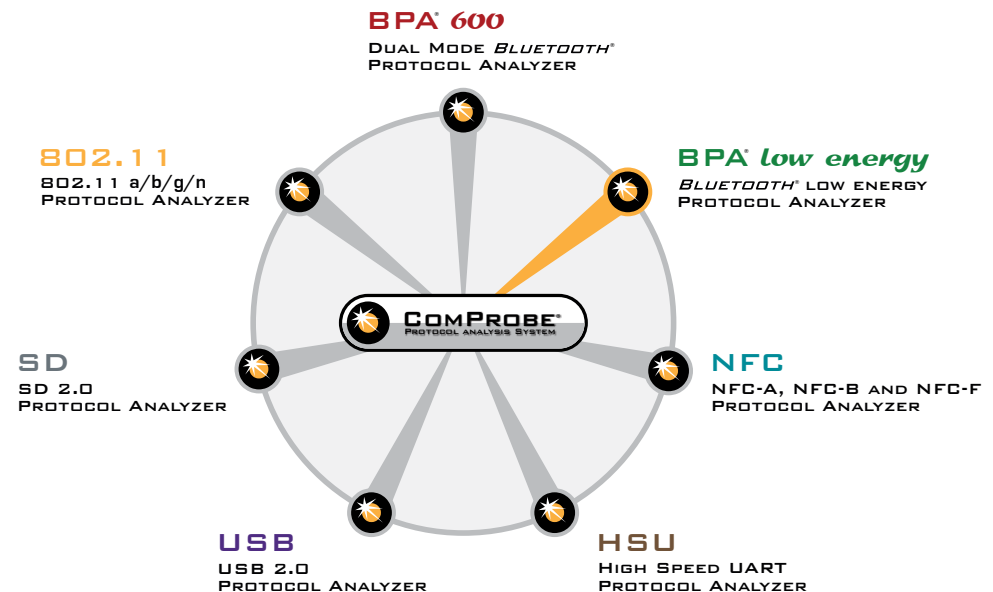 BPA® 600
Dual Mode Bluetooth®
Protocol Analyzer
802.11
802.11 a/b/g/n
Protocol Analyzer
BPA® low energy
Bluetooth® low energy
Protocol Analyzer
ComProbe®
Protocol analysis System
SD
SD 2.0
Protocol Analyzer
NFC
NFC-A, NFC-B and NFC-F
Protocol Analyzer
USB
USB 2.0
Protocol Analyzer
HSU
High Speed UART
Protocol Analyzer